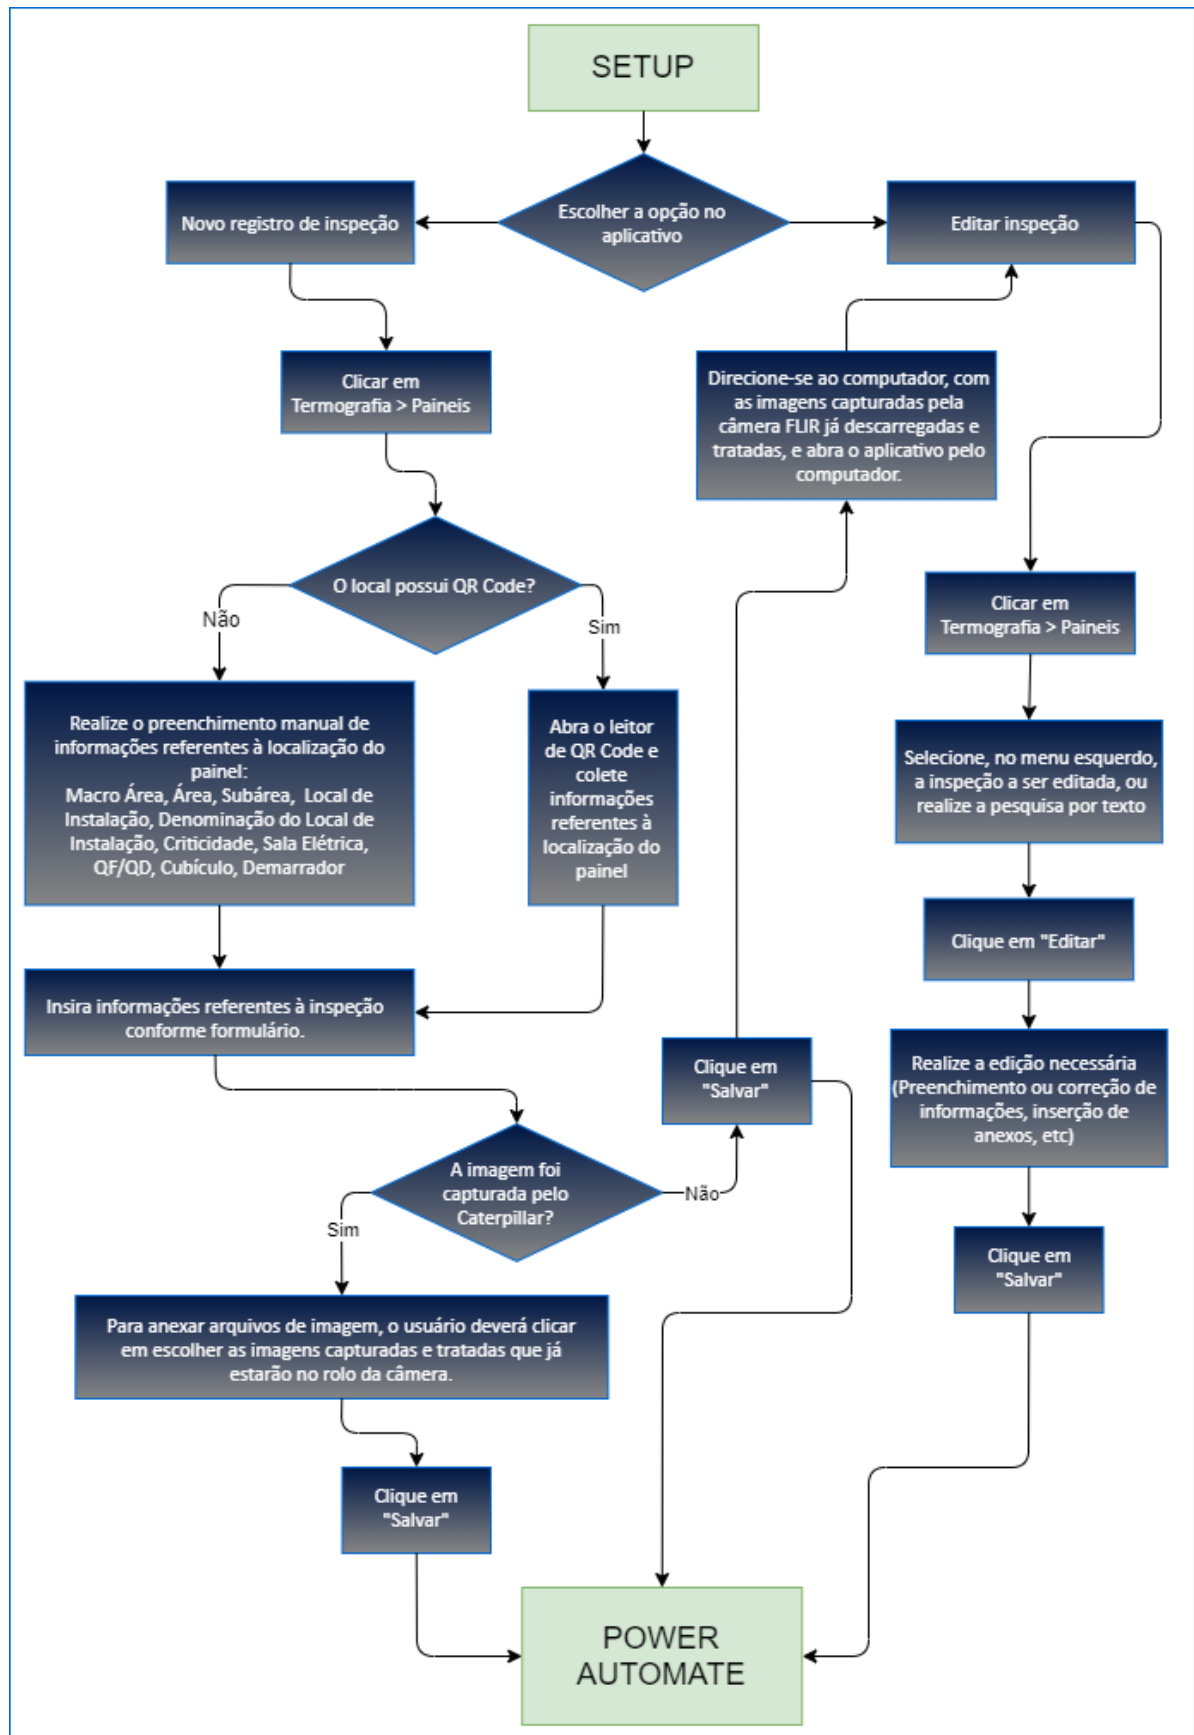 SETUP
Escolher a opção no
aplicativo
Novo registro de inspeção
Editar inspeção
Clicar em
Termografia > Paineis
Direcione-se ao computador, com
as imagens capturadas pela
câmera FLIR já descarregadas e
tratadas, e abra o aplicativo pelo
computador.
O local possui QR Code?
Não
Sim
Clicar em
Termografia > Paineis
Realize o preenchimento manual de
informações referentes à localização do
painel:
Macro Área, Área, Subárea, Local de
Instalação, Denominação do Local de
Instalação, Criticidade, Sala Elétrica,
QF/QD, Cubículo, Demarrador
Abra o leitor
de QR Code e
colete
informações
referentes à
localização do
painel
Selecione, no menu esquerdo,
a inspeção a ser editada, ou
realize a pesquisa por texto
Clique em "Editar"
Insira informações referentes à inspeção
conforme formulário.
Clique em
"Salvar"
Realize a edição necessária
(Preenchimento ou correção de
informações, inserção de
anexos, etc)
A imagem foi
capturada pelo
Caterpillar?
Não
Sim
Clique em
"Salvar"
Para anexar arquivos de imagem, o usuário deverá clicar
em escolher as imagens capturadas e tratadas que já
estarão no rolo da câmera.
Clique em
"Salvar"
POWER
AUTOMATE